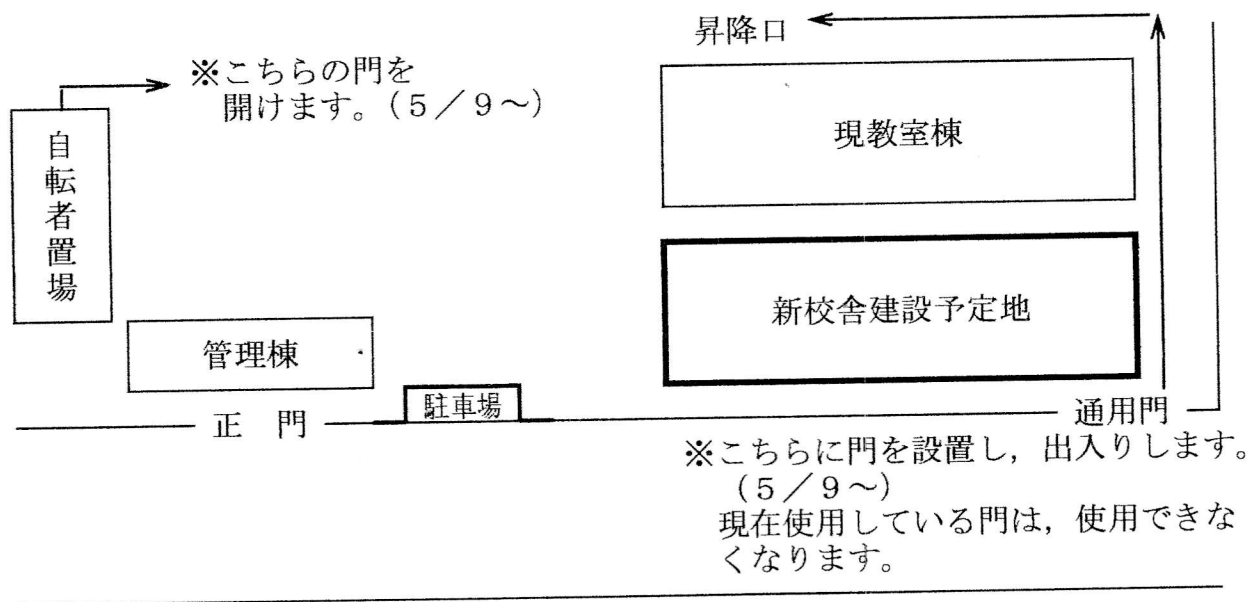 昇降口
※こちらの門を
開けます。(5/9~)
現教室棟
自転者置場
新校舎建設予定地
管理棟
駐車場
正 門
通用門
※こちらに門を設置し,出入りします。
(5/9~)
現在使用している門は,使用できな
くなります。